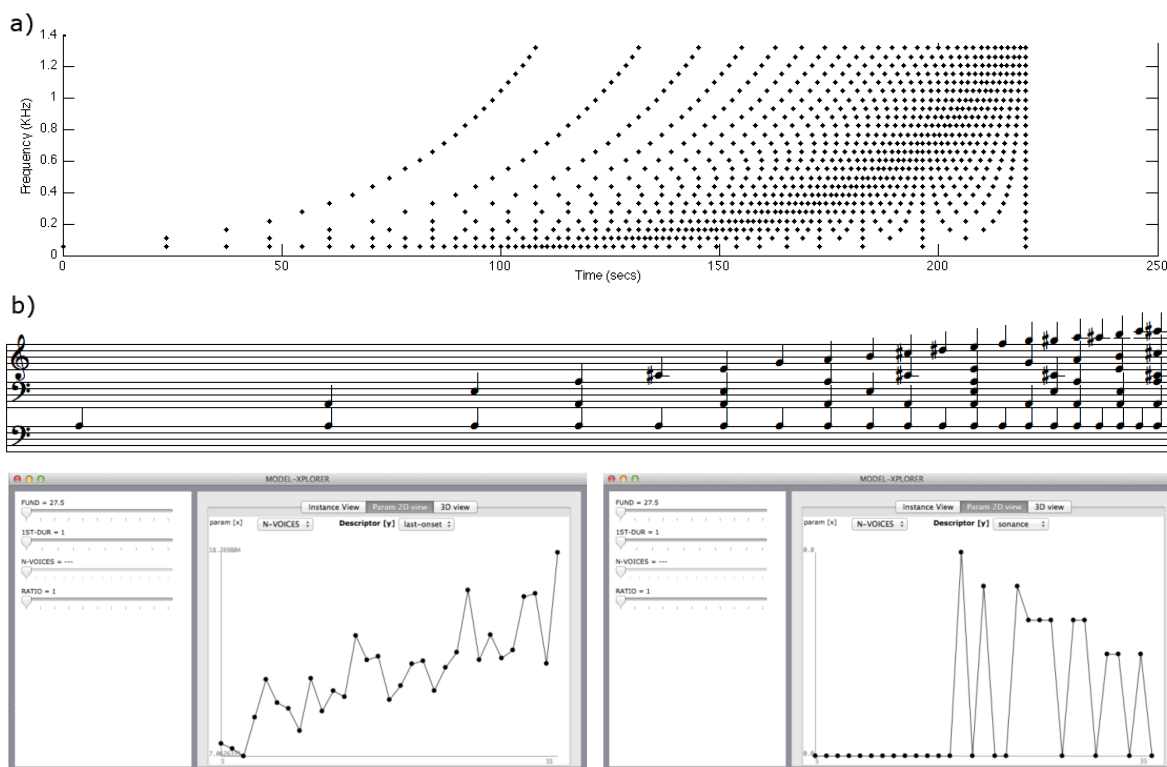 a)
1.4
1.2
1
0.8
0.6
0.4
0.2
0
Frequency (KHz)
0 50 100 150 200 250
Time (secs)
b)
MODEL-XPLORER
FUND = 27.5
1ST-DUR = 1
N-VOICES = ---
RATIO = 1
Instance View Param 2D view 3D view
param [x] N-VOICES Descriptor [y] last-onset
18.269804
5 35
MODEL-XPLORER
FUND = 27.5
1ST-DUR = 1
N-VOICES = ---
RATIO = 1
Instance View Param 2D view 3D view
param [x] N-VOICES Descriptor [y] sonance
0.0
0.0
5 35